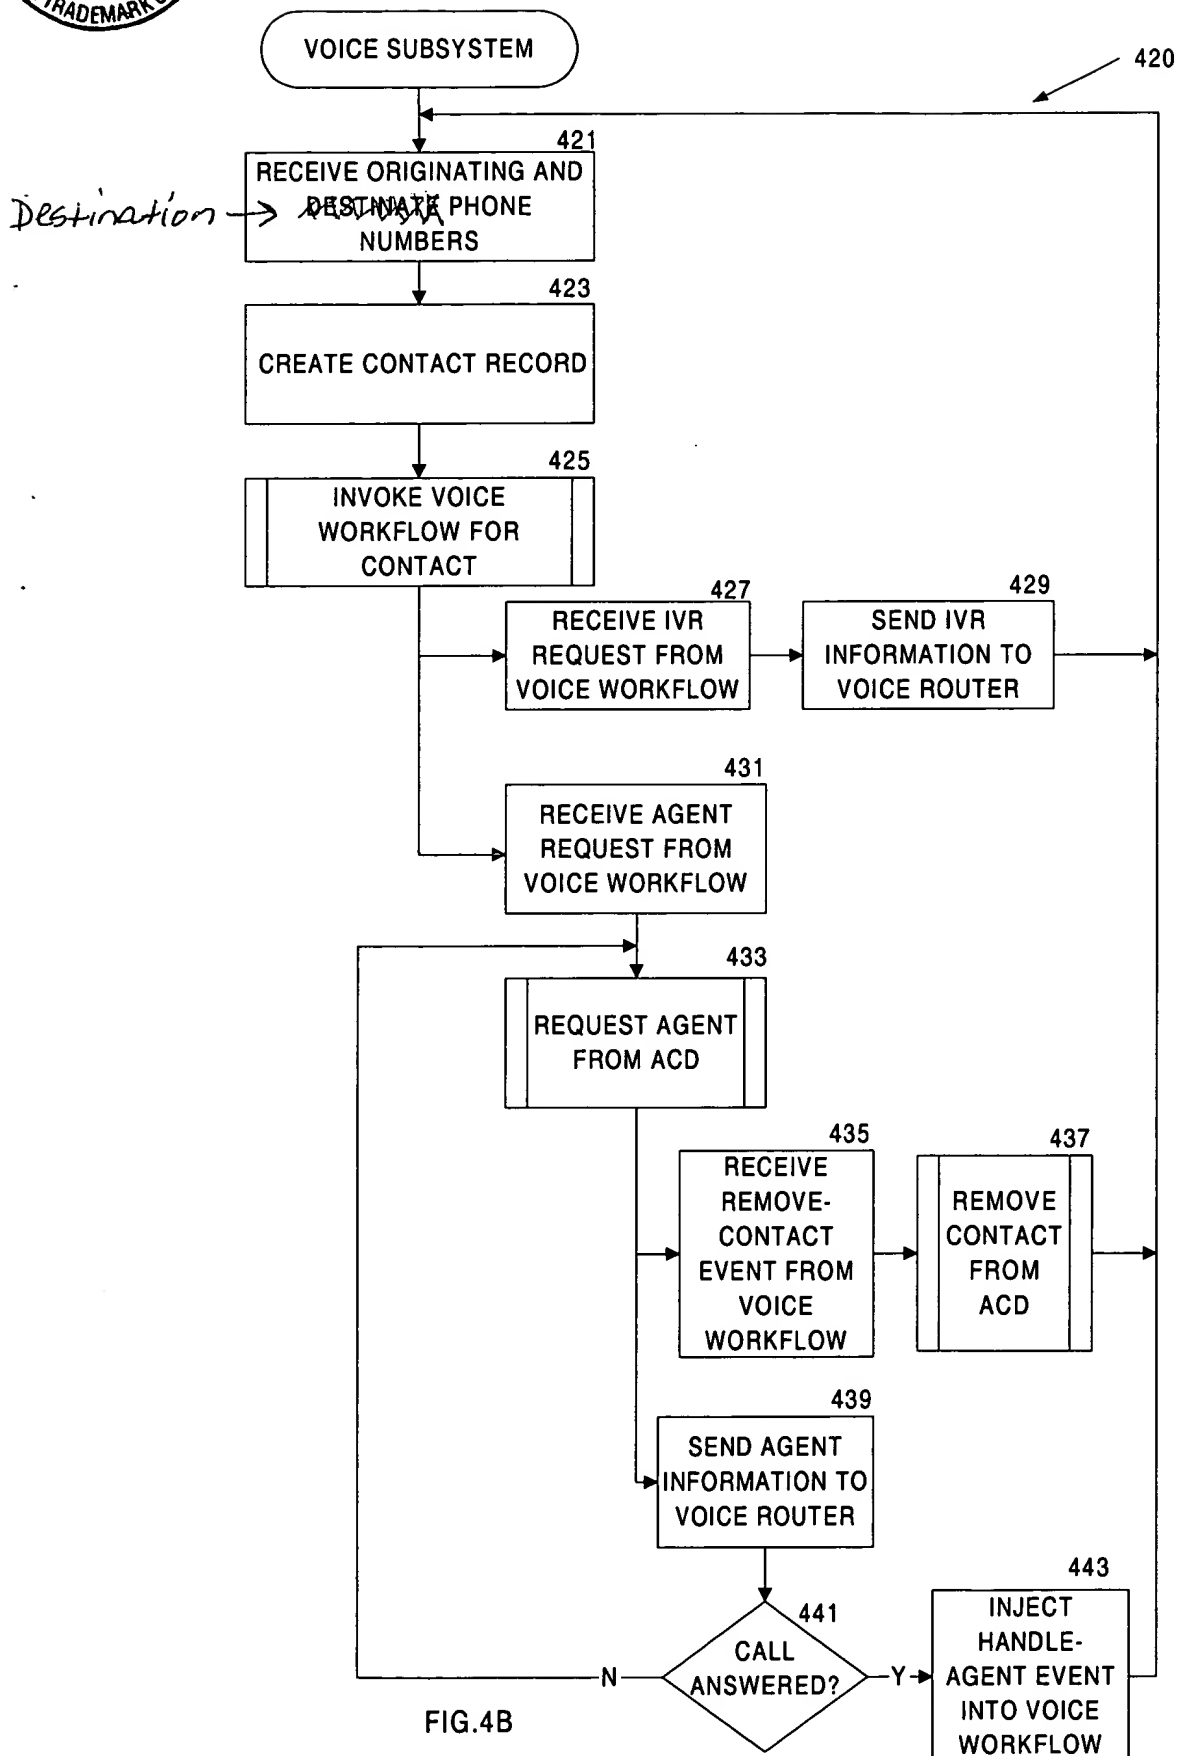 TRADEMARK
VOICE SUBSYSTEM
420
421
RECEIVE ORIGINATING AND
Destination → DESTINATE PHONE
NUMBERS
423
CREATE CONTACT RECORD
425
INVOKE VOICE
WORKFLOW FOR
CONTACT
427
RECEIVE IVR
REQUEST FROM
VOICE WORKFLOW
429
SEND IVR
INFORMATION TO
VOICE ROUTER
431
RECEIVE AGENT
REQUEST FROM
VOICE WORKFLOW
433
REQUEST AGENT
FROM ACD
435
RECEIVE
REMOVE-
CONTACT
EVENT FROM
VOICE
WORKFLOW
437
REMOVE
CONTACT
FROM
ACD
439
SEND AGENT
INFORMATION TO
VOICE ROUTER
441
CALL
ANSWERED?
N
Y
443
INJECT
HANDLE-
AGENT EVENT
INTO VOICE
WORKFLOW
FIG.4B